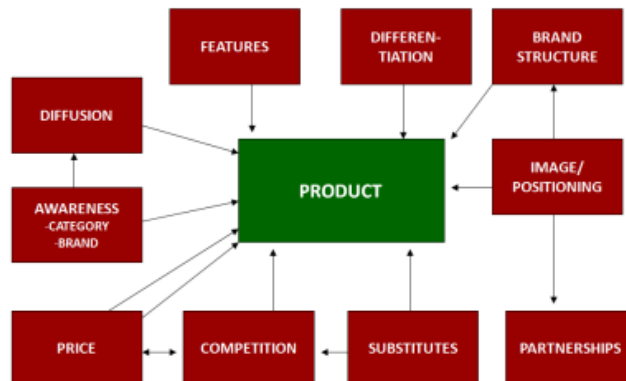 FEATURES
DIFFEREN-
TIATION
BRAND
STRUCTURE
DIFFUSION
PRODUCT
IMAGE/
POSITIONING
AWARENESS
-CATEGORY
-BRAND
PRICE
COMPETITION
SUBSTITUTES
PARTNERSHIPS